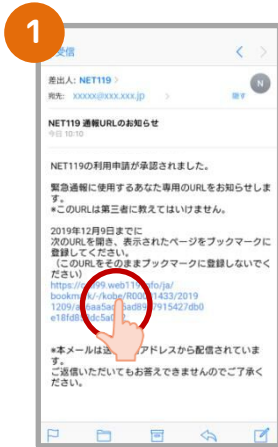 1
受信
差出人: NET119 >
N
宛先: xxxxx@xxx.xxx.jp >
隠す
NET119 通報URLのお知らせ
今日 10:10
NET119の利用申請が承認されました。
緊急通報に使用するあなた専用のURLをお知らせしま
す。
*このURLは第三者に教えてはいけません。
2019年12月9日までに
次のURLを開き、表示されたページをブックマークに
登録してください。
（このURLをそのままブックマークに登録しないでく
ださい）
bookm
/kobe/R000
1433/2019
1209/a
7915427db0
e18fd8
*本メールは送
アドレスから配信されていま
す。
ご返信いただいてもお答えできませんのでご了承く
ださい。